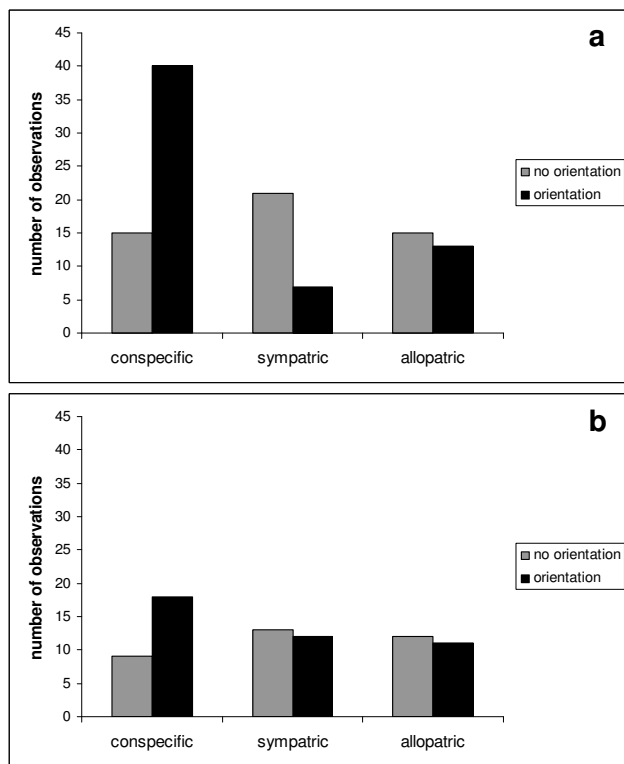 a
number of observations
45
40
35
30
25
20
15
10
5
0
conspecific sympatric allopatric
no orientation
orientation
b
number of observations
45
40
35
30
25
20
15
10
5
0
conspecific sympatric allopatric
no orientation
orientation